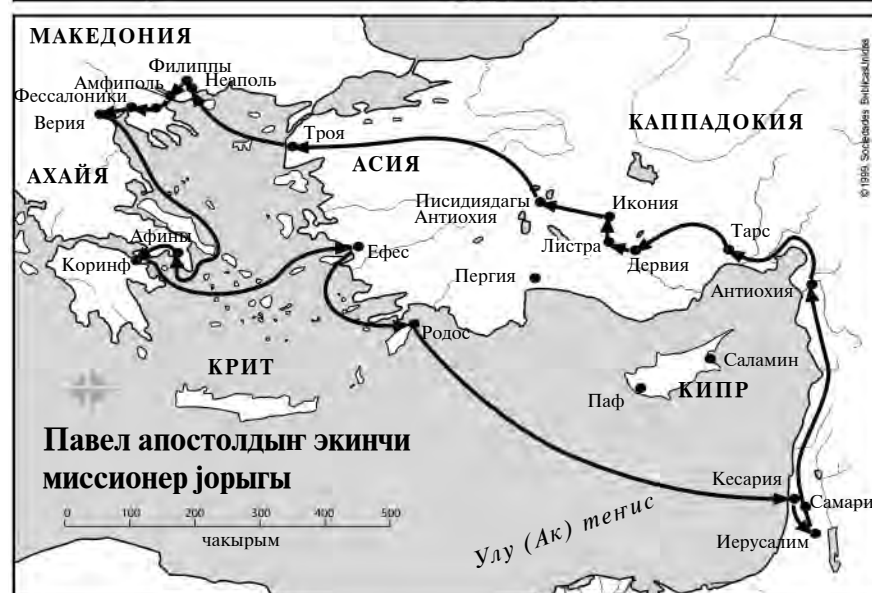 МАКЕДОНИЯ
Филиппы
Амфиполь
Неаполь
Фессалоники
Верия
Троя
КАППАДОКИЯ
АСИЯ
АХАЙЯ
Писидиядагы
Антиохия
Икония
Афины
Ефес
Листра
Тарс
Коринф
Дервия
Пергия
Антиохия
Родос
КРИТ
Саламин
Паф
КИПР
Павел апостолдыҥ экинчи
миссионер јорыгы
Кесария
Самари
0 100 200 300 400 500
чакырым
Улу (Ак) теҥис
Иерусалим
© 1999, Sociedades Bíblicas Unidas